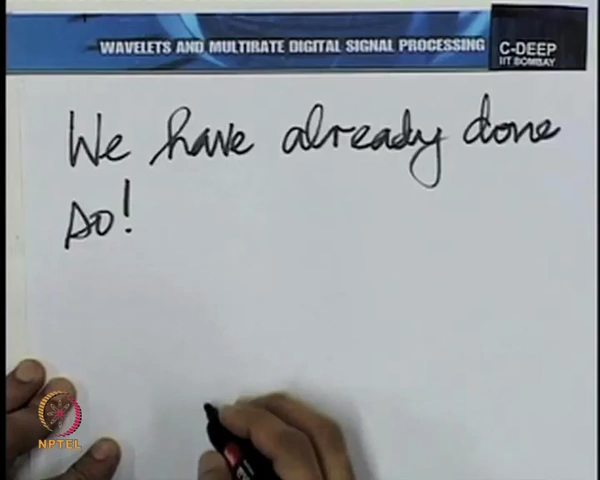 WAVELETS AND MULTIRATE DIGITAL SIGNAL PROCESSING
C-DEEP
IIT BOMBAY
We have already done
so!
NPTEL